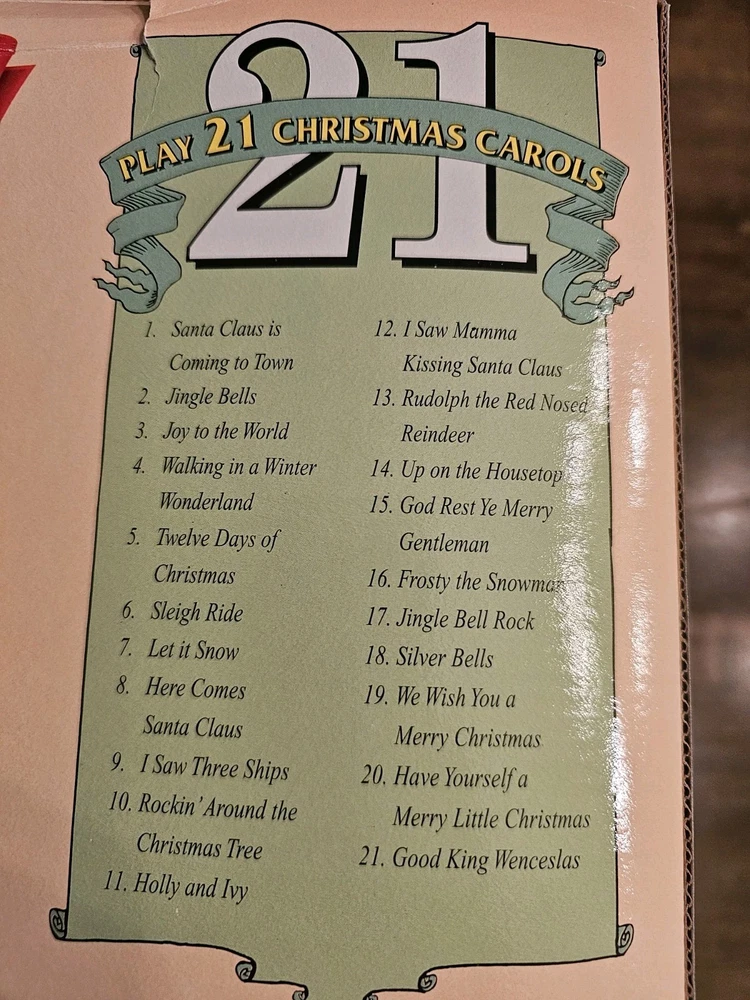 21
PLAY 21 CHRISTMAS CAROLS
1. Santa Claus is
Coming to Town
2. Jingle Bells
3. Joy to the World
4. Walking in a Winter
Wonderland
5. Twelve Days of
Christmas
6. Sleigh Ride
7. Let it Snow
8. Here Comes
Santa Claus
9. I Saw Three Ships
10. Rockin' Around the
Christmas Tree
11. Holly and Ivy
12. I Saw Mamma
Kissing Santa Claus
13. Rudolph the Red Nosed
Reindeer
14. Up on the Housetop
15. God Rest Ye Merry
Gentleman
16. Frosty the Snowman
17. Jingle Bell Rock
18. Silver Bells
19. We Wish You a
Merry Christmas
20. Have Yourself a
Merry Little Christmas
21. Good King Wenceslas